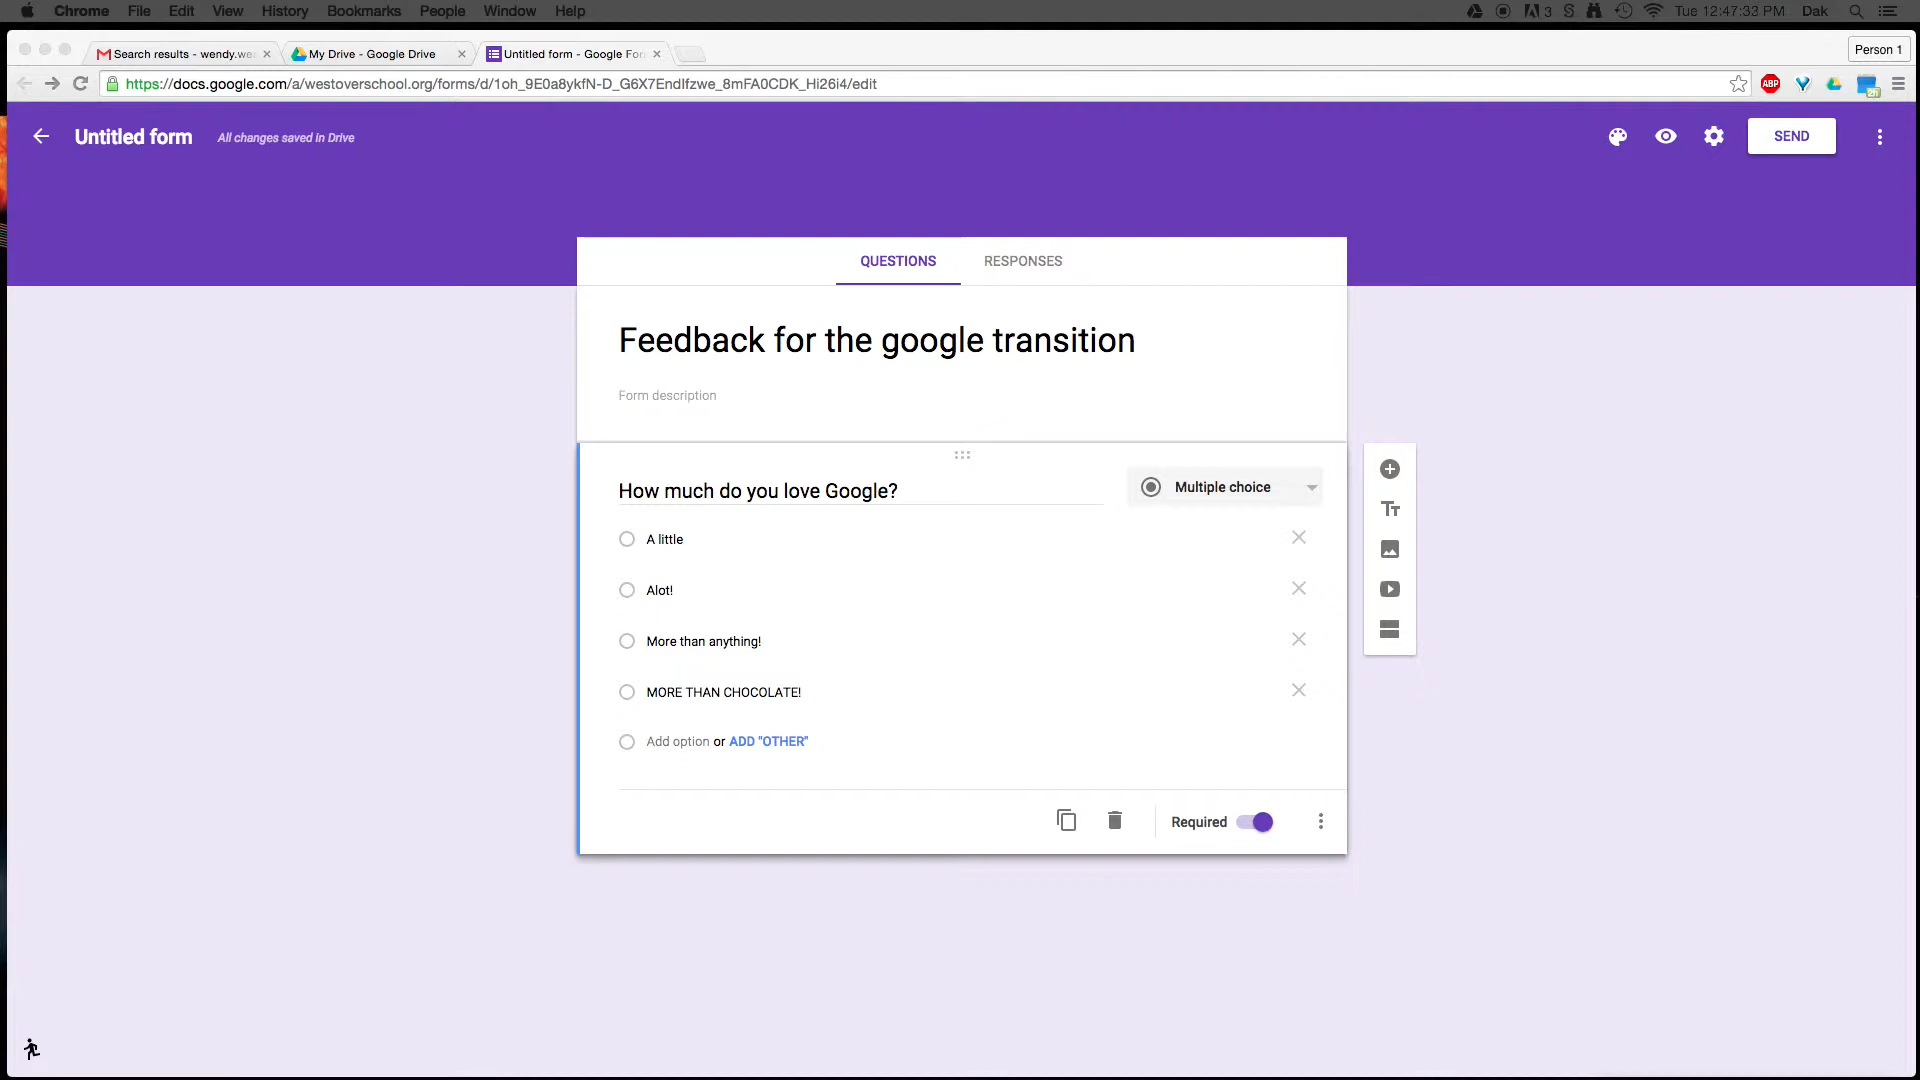 Chrome File Edit View History Bookmarks People Window Help 3 Tue 12:47:33 PM Dak
Search results - wendy.we My Drive - Google Drive Untitled form - Google For Person 1
https://docs.google.com/a/westoverschool.org/forms/d/1oh_9E0a8ykfN-D_G6X7EndIfzwe_8mFA0CDK_Hi26i4/edit ABP
Untitled form All changes saved in Drive SEND
QUESTIONS RESPONSES
Feedback for the google transition
Form description
How much do you love Google? Multiple choice
A little
Alot!
More than anything!
MORE THAN CHOCOLATE!
Add option or ADD "OTHER"
Required